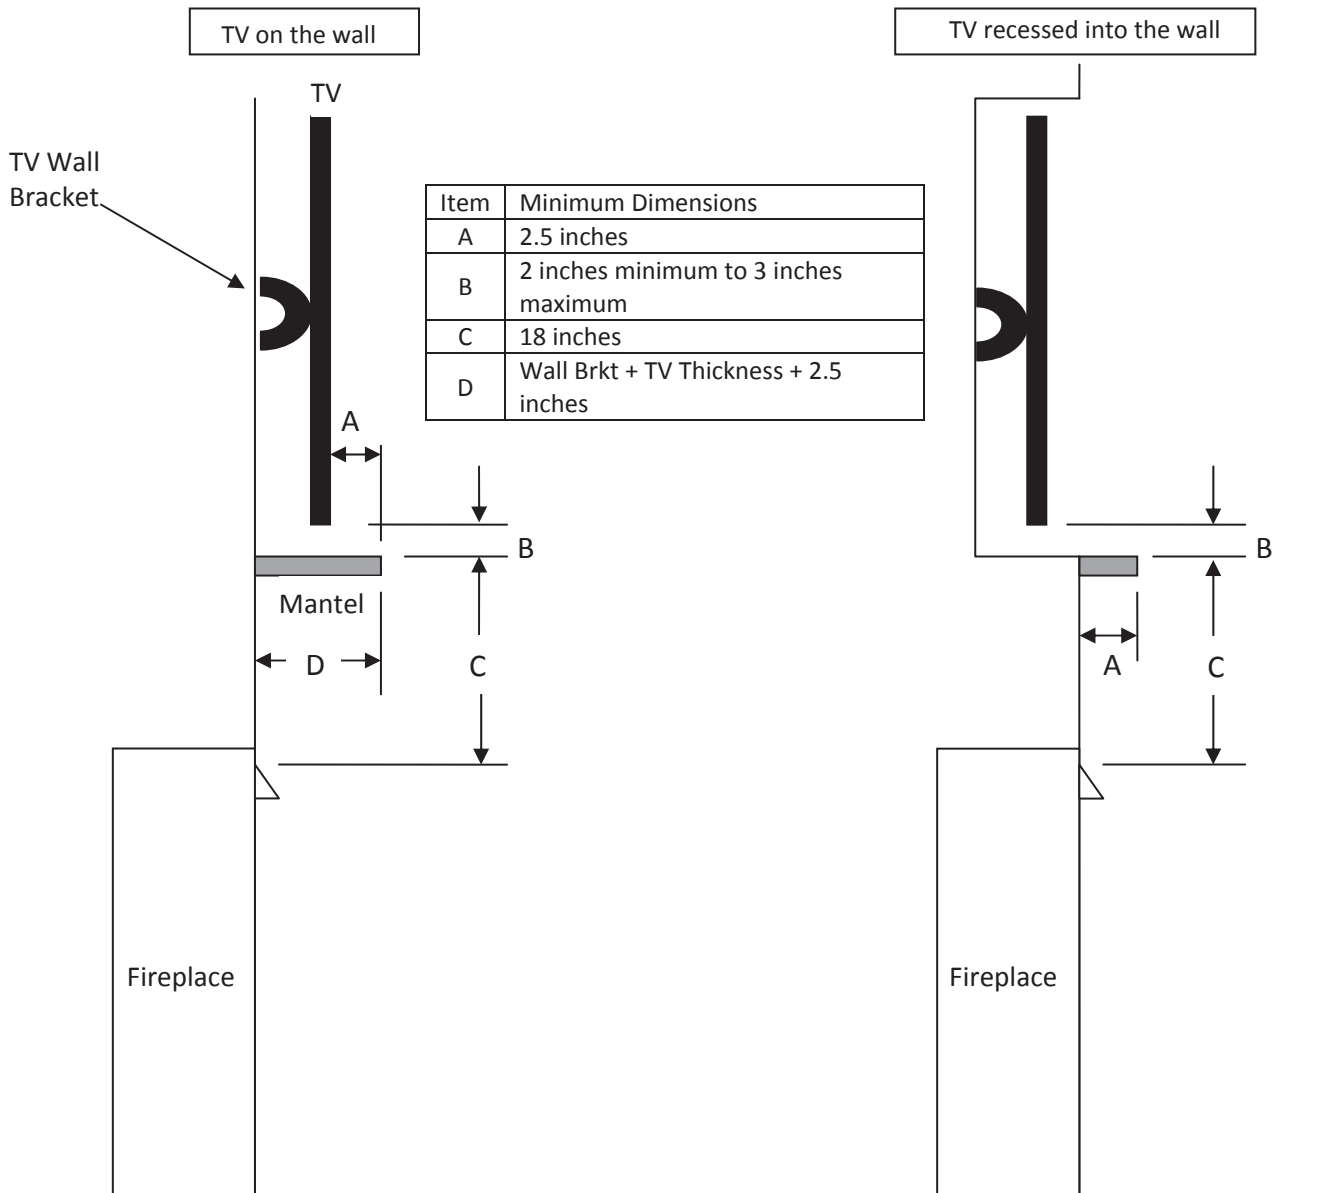 TV on the wall
TV recessed into the wall
TV
TV Wall
Bracket
Item Minimum Dimensions
A 2.5 inches
B 2 inches minimum to 3 inches
maximum
C 18 inches
D Wall Brkt + TV Thickness + 2.5
inches
A
B
Mantel
D
C
Fireplace
B
A
C
Fireplace